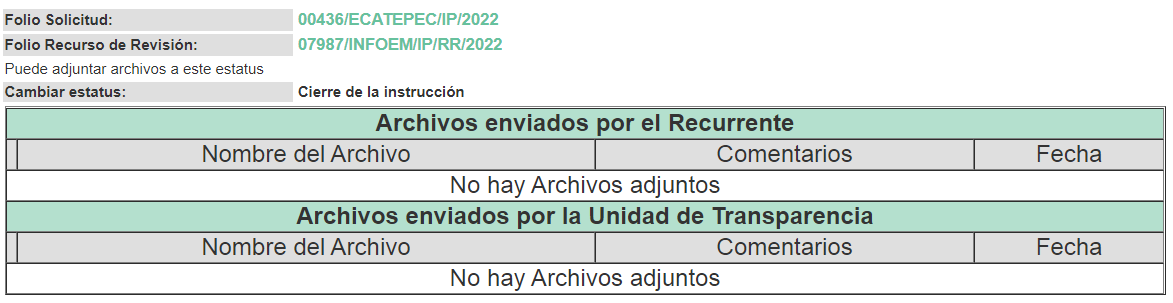 Folio Solicitud: 00436/ECATEPEC/IP/2022
Folio Recurso de Revisión: 07987/INFOEM/IP/RR/2022
Puede adjuntar archivos a este estatus
Cambiar estatus: Cierre de la instrucción
Archivos enviados por el Recurrente
Nombre del Archivo Comentarios Fecha
No hay Archivos adjuntos
Archivos enviados por la Unidad de Transparencia
Nombre del Archivo Comentarios Fecha
No hay Archivos adjuntos